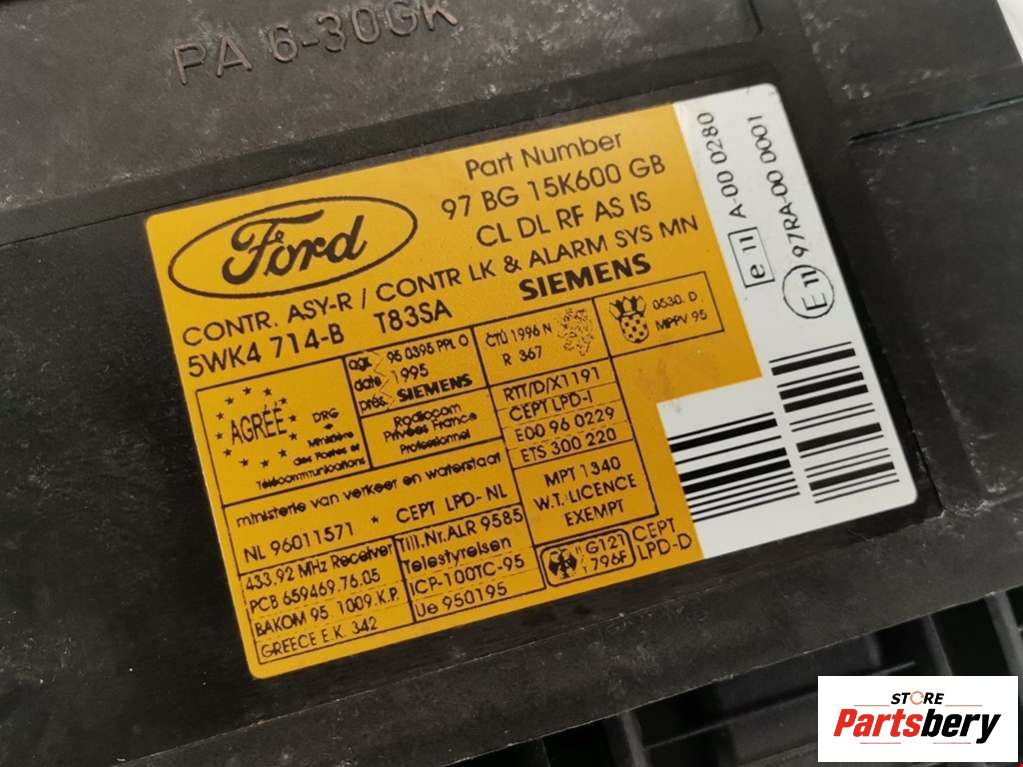 PA 6-30GK
Ford
Part Number
97 BG 15K600 GB
CL DL RF AS IS
CONTR. ASY-R / CONTR LK & ALARM SYS MN
5WK4 714-B T83SA SIEMENS
AGRÉÉ
DRG
Ministère
des Postes et
Télécommunications
agr. 95 0395 PPL 0
date 1995
prés. SIEMENS
Radiocom
Privées France
Professionnel
ČTÚ 1996 N
R 367
0530. D.
MPPV 95
RTT/D/X1191
CEPT LPD-I
E00 96 0229
ETS 300 220
MPT 1340
W.T. LICENCE
EXEMPT
ministerie van verkeer en waterstaat
NL 96011571 * CEPT LPD-NL
433.92 MHz Receiver
PCB 659469.76.05
BAKOM 95 1009.K.P.
GREECE E.K. 342
Till.Nr.ALR 9585
Telestyrelsen
ICP-100TC-95
Ue 950195
G121
1796F
CEPT
LPD-D
e 11 A-00 0280
E 11 97RA-00 0001
STORE
Partsbery